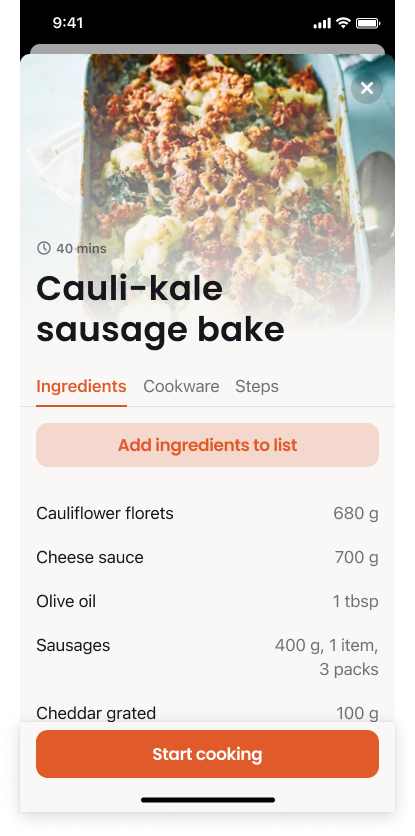 9:41
40 mins
Cauli-kale
sausage bake
Ingredients Cookware Steps
Add ingredients to list
Cauliflower florets 680 g
Cheese sauce 700 g
Olive oil 1 tbsp
Sausages 400 g, 1 item,
3 packs
Cheddar grated 100 g
Start cooking